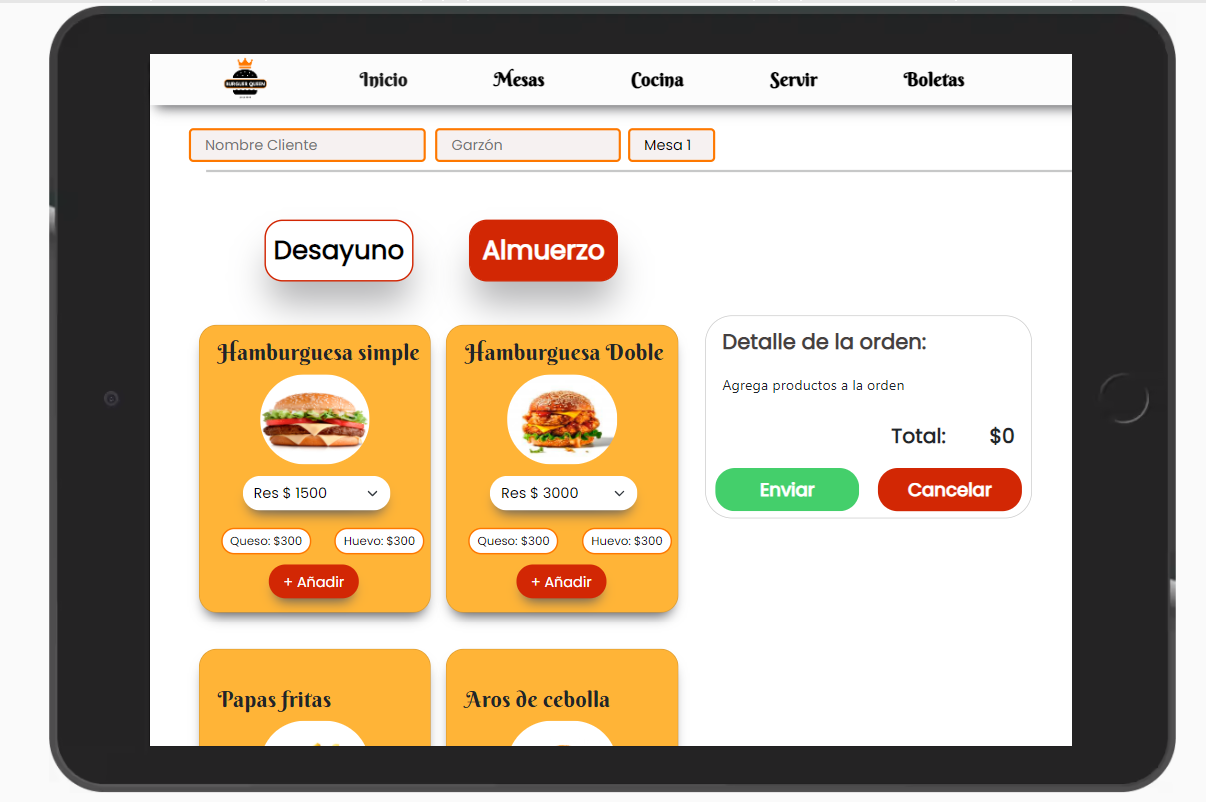 BURGUER QUEEN
Inicio Mesas Cocina Servir Boletas
Nombre Cliente Garzón Mesa 1
Desayuno Almuerzo
Hamburguesa simple Hamburguesa Doble
Res $ 1500 Res $ 3000
Queso: $300 Huevo: $300 Queso: $300 Huevo: $300
+ Añadir + Añadir
Detalle de la orden:
Agrega productos a la orden
Total: $0
Enviar Cancelar
Papas fritas Aros de cebolla